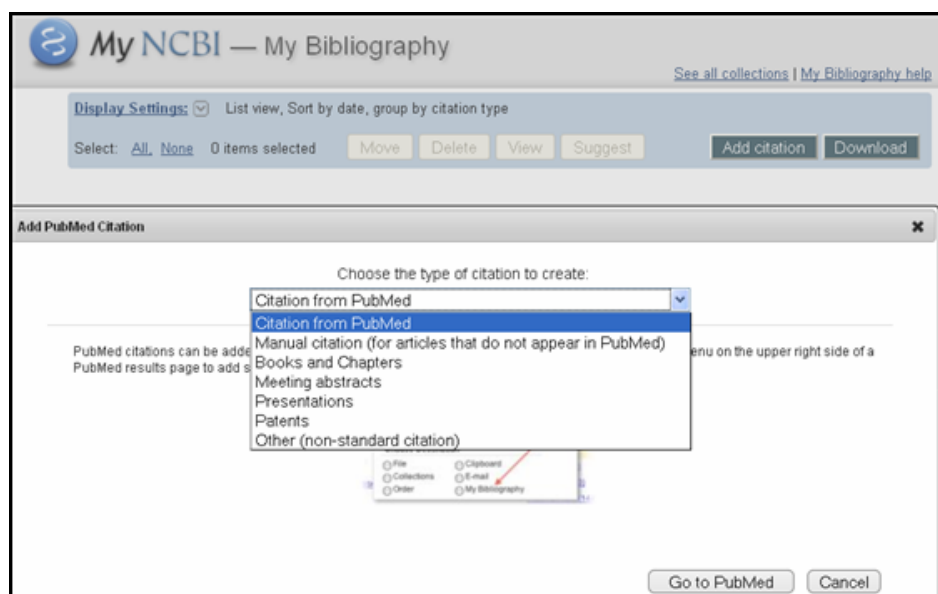 My NCBI — My Bibliography
See all collections | My Bibliography help
Display Settings: List view, Sort by date, group by citation type
Select: All, None 0 items selected Move Delete View Suggest Add citation Download
Add PubMed Citation
Choose the type of citation to create:
Citation from PubMed
Citation from PubMed
Manual citation (for articles that do not appear in PubMed)
Books and Chapters
Meeting abstracts
Presentations
Patents
Other (non-standard citation)
PubMed citations can be adde enu on the upper right side of a
PubMed results page to add s
File Clipboard
Collections E-mail
Order My Bibliography
Go to PubMed Cancel